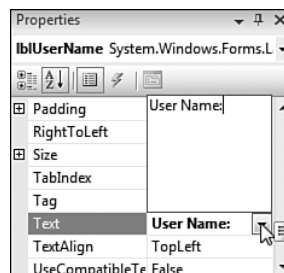 Properties
lblUserName System.Windows.Forms.L
Padding
User Name:
RightToLeft
Size
TabIndex
Tag
Text User Name:
TextAlign TopLeft
UseCompatibleTe False